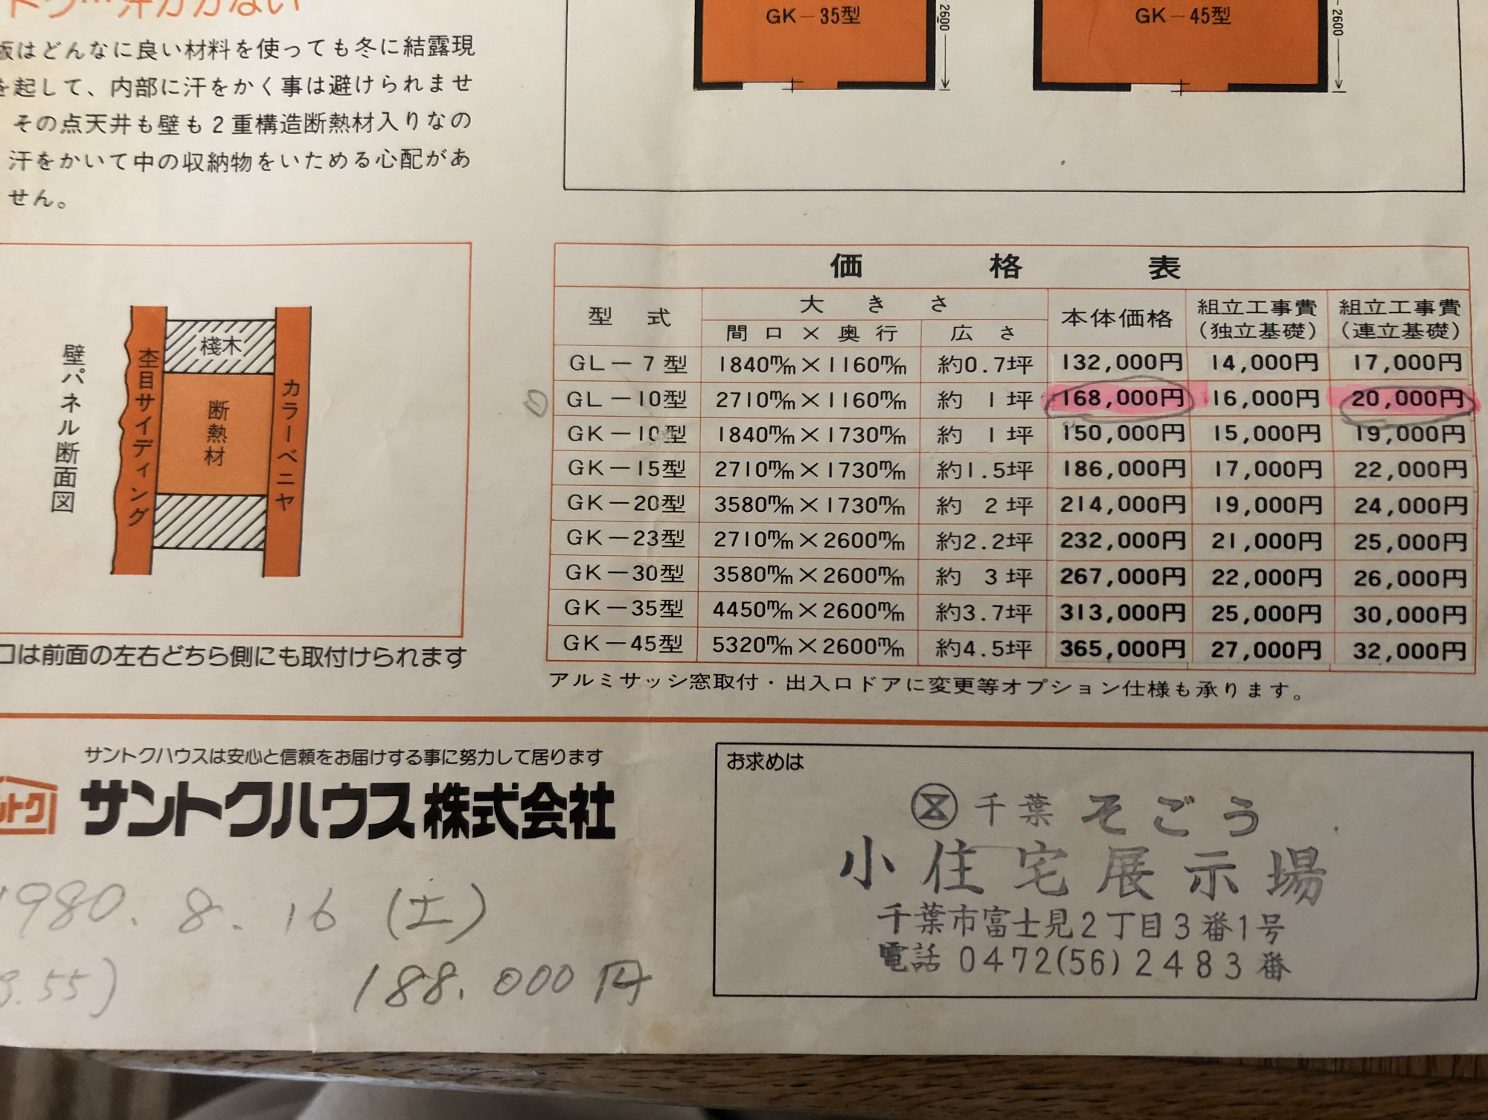 汗がかない
GK－35型
2600
GK－45型
2600
はどんなに良い材料を使っても冬に結露現
を起して、内部に汗をかく事は避けられませ
その点天井も壁も2重構造断熱材入りなの
汗をかいて中の収納物をいためる心配があ
せん。
壁パネル断面図
杢目サイディング
棧木
断熱材
カラーベニヤ
口は前面の左右どちら側にも取付けられます
価格表
型式 大きさ 本体価格 組立工事費(独立基礎) 組立工事費(連立基礎)
間口×奥行 広さ
GL－7型 1840m/m×1160m/m 約0.7坪 132,000円 14,000円 17,000円
GL－10型 2710m/m×1160m/m 約1坪 168,000円 16,000円 20,000円
GK－10型 1840m/m×1730m/m 約1坪 150,000円 15,000円 19,000円
GK－15型 2710m/m×1730m/m 約1.5坪 186,000円 17,000円 22,000円
GK－20型 3580m/m×1730m/m 約2坪 214,000円 19,000円 24,000円
GK－23型 2710m/m×2600m/m 約2.2坪 232,000円 21,000円 25,000円
GK－30型 3580m/m×2600m/m 約3坪 267,000円 22,000円 26,000円
GK－35型 4450m/m×2600m/m 約3.7坪 313,000円 25,000円 30,000円
GK－45型 5320m/m×2600m/m 約4.5坪 365,000円 27,000円 32,000円
アルミサッシ窓取付・出入口ドアに変更等オプション仕様も承ります。
サントクハウスは安心と信頼をお届けする事に努力して居ります
サントクハウス株式会社
1980.8.16(土)
.55)
188.000円
お求めは
千葉そごう
小住宅展示場
千葉市富士見2丁目3番1号
電話 0472(56)2483番